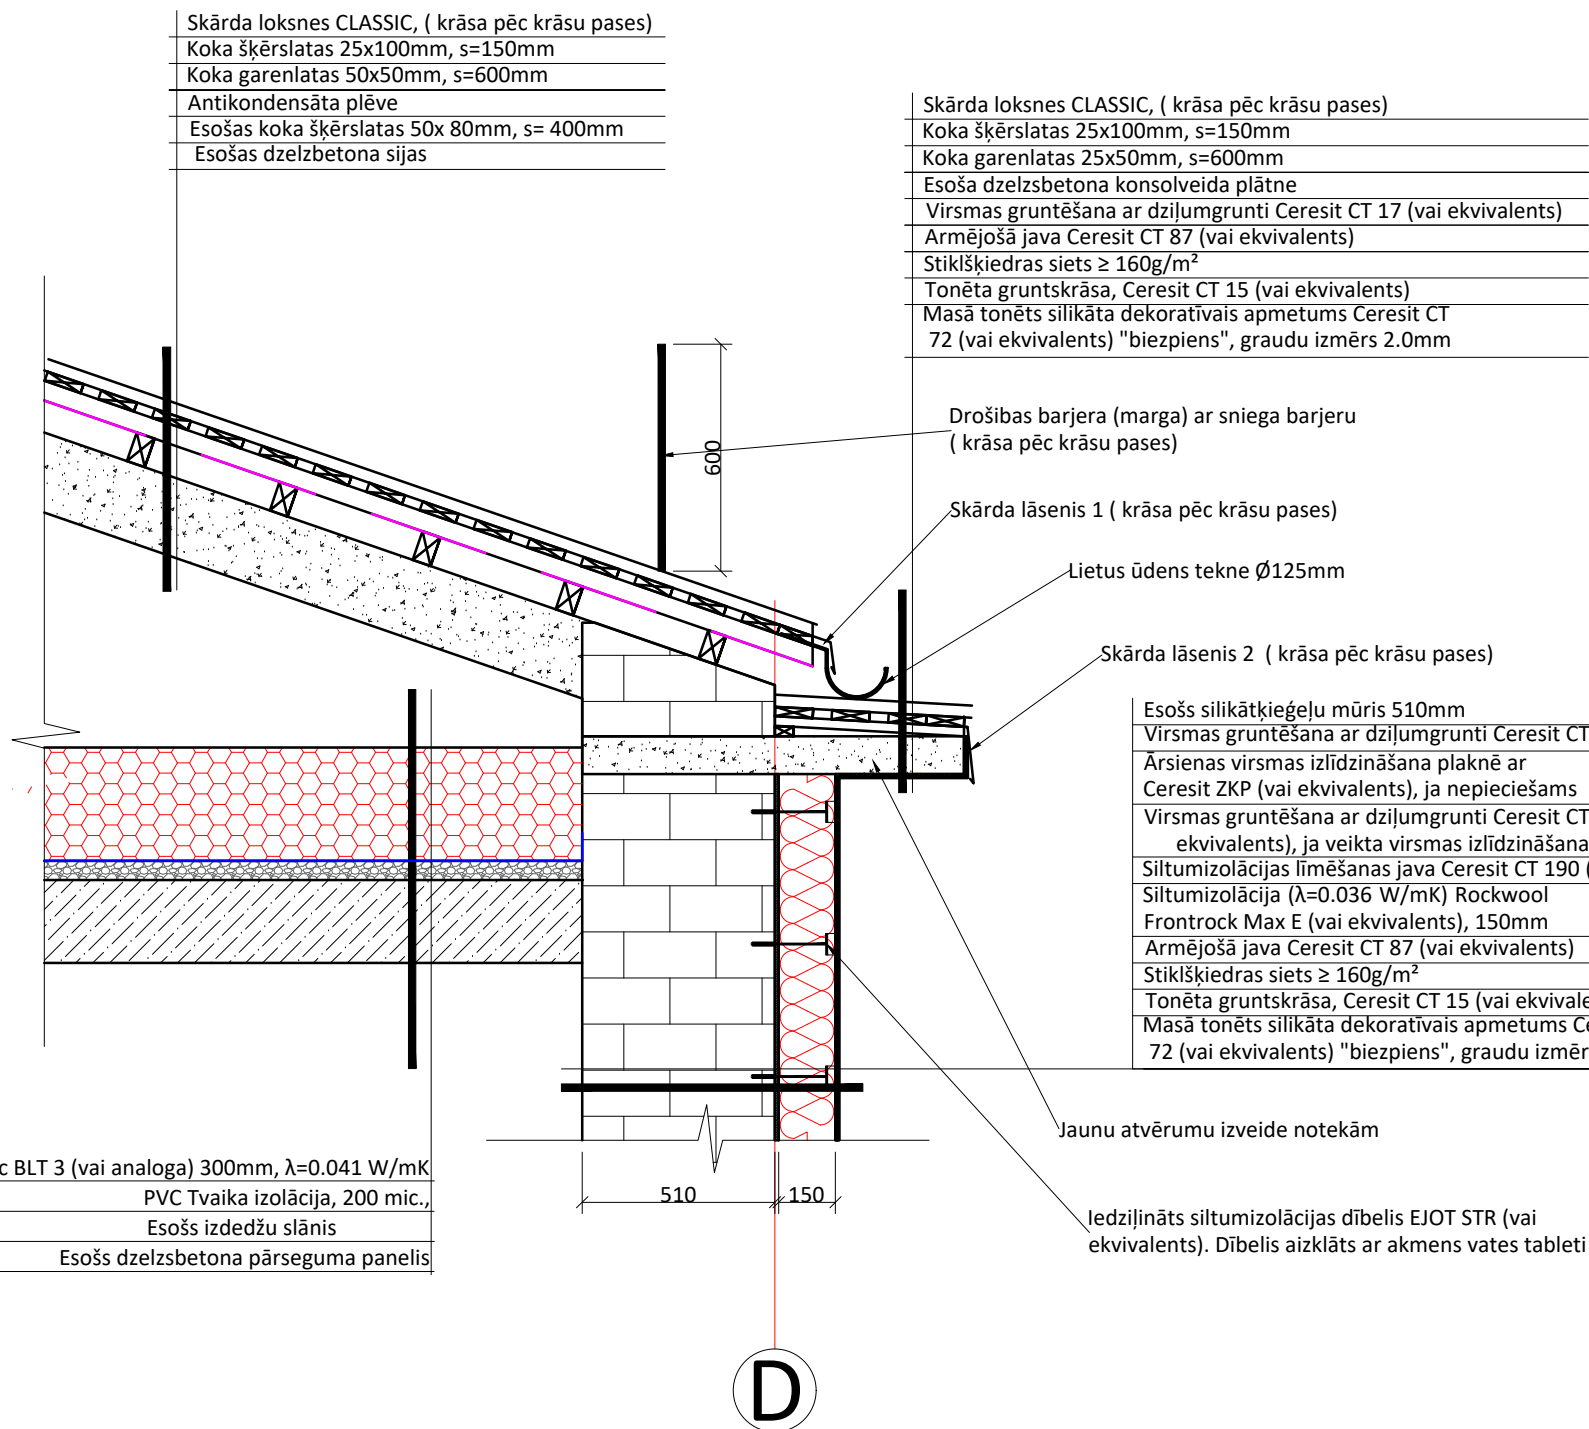 Skārda loksnes CLASSIC, ( krāsa pēc krāsu pases)
Koka šķērslatas 25x100mm, s=150mm
Koka garenlatas 50x50mm, s=600mm
Antikondensāta plēve
Esošas koka šķērslatas 50x 80mm, s= 400mm
Esošas dzelzbetona sijas
Skārda loksnes CLASSIC, ( krāsa pēc krāsu pases)
Koka šķērslatas 25x100mm, s=150mm
Koka garenlatas 25x50mm, s=600mm
Esoša dzelzsbetona konsolveida plātne
Virsmas gruntēšana ar dziļumgrunti Ceresit CT 17 (vai ekvivalents)
Armējošā java Ceresit CT 87 (vai ekvivalents)
Stiklšķiedras siets ≥ 160g/m²
Tonēta gruntskrāsa, Ceresit CT 15 (vai ekvivalents)
Masā tonēts silikāta dekoratīvais apmetums Ceresit CT
72 (vai ekvivalents) "biezpiens", graudu izmērs 2.0mm
Drošibas barjera (marga) ar sniega barjeru
( krāsa pēc krāsu pases)
600
Skārda lāsenis 1 ( krāsa pēc krāsu pases)
Lietus ūdens tekne Ø125mm
Skārda lāsenis 2 ( krāsa pēc krāsu pases)
Esošs silikātķieģeļu mūris 510mm
Virsmas gruntēšana ar dziļumgrunti Ceresit CT
Ārsienas virsmas izlīdzināšana plaknē ar
Ceresit ZKP (vai ekvivalents), ja nepieciešams
Virsmas gruntēšana ar dziļumgrunti Ceresit CT
ekvivalents), ja veikta virsmas izlīdzināšana
Siltumizolācijas līmēšanas java Ceresit CT 190 (
Siltumizolācija (λ=0.036 W/mK) Rockwool
Frontrock Max E (vai ekvivalents), 150mm
Armējošā java Ceresit CT 87 (vai ekvivalents)
Stiklšķiedras siets ≥ 160g/m²
Tonēta gruntskrāsa, Ceresit CT 15 (vai ekvivale
Masā tonēts silikāta dekoratīvais apmetums Ce
72 (vai ekvivalents) "biezpiens", graudu izmēr
Jaunu atvērumu izveide notekām
c BLT 3 (vai analoga) 300mm, λ=0.041 W/mK
PVC Tvaika izolācija, 200 mic.,
Esošs izdedžu slānis
Esošs dzelzsbetona pārseguma panelis
510
150
Iedziļināts siltumizolācijas dībelis EJOT STR (vai
ekvivalents). Dībelis aizklāts ar akmens vates tableti
D